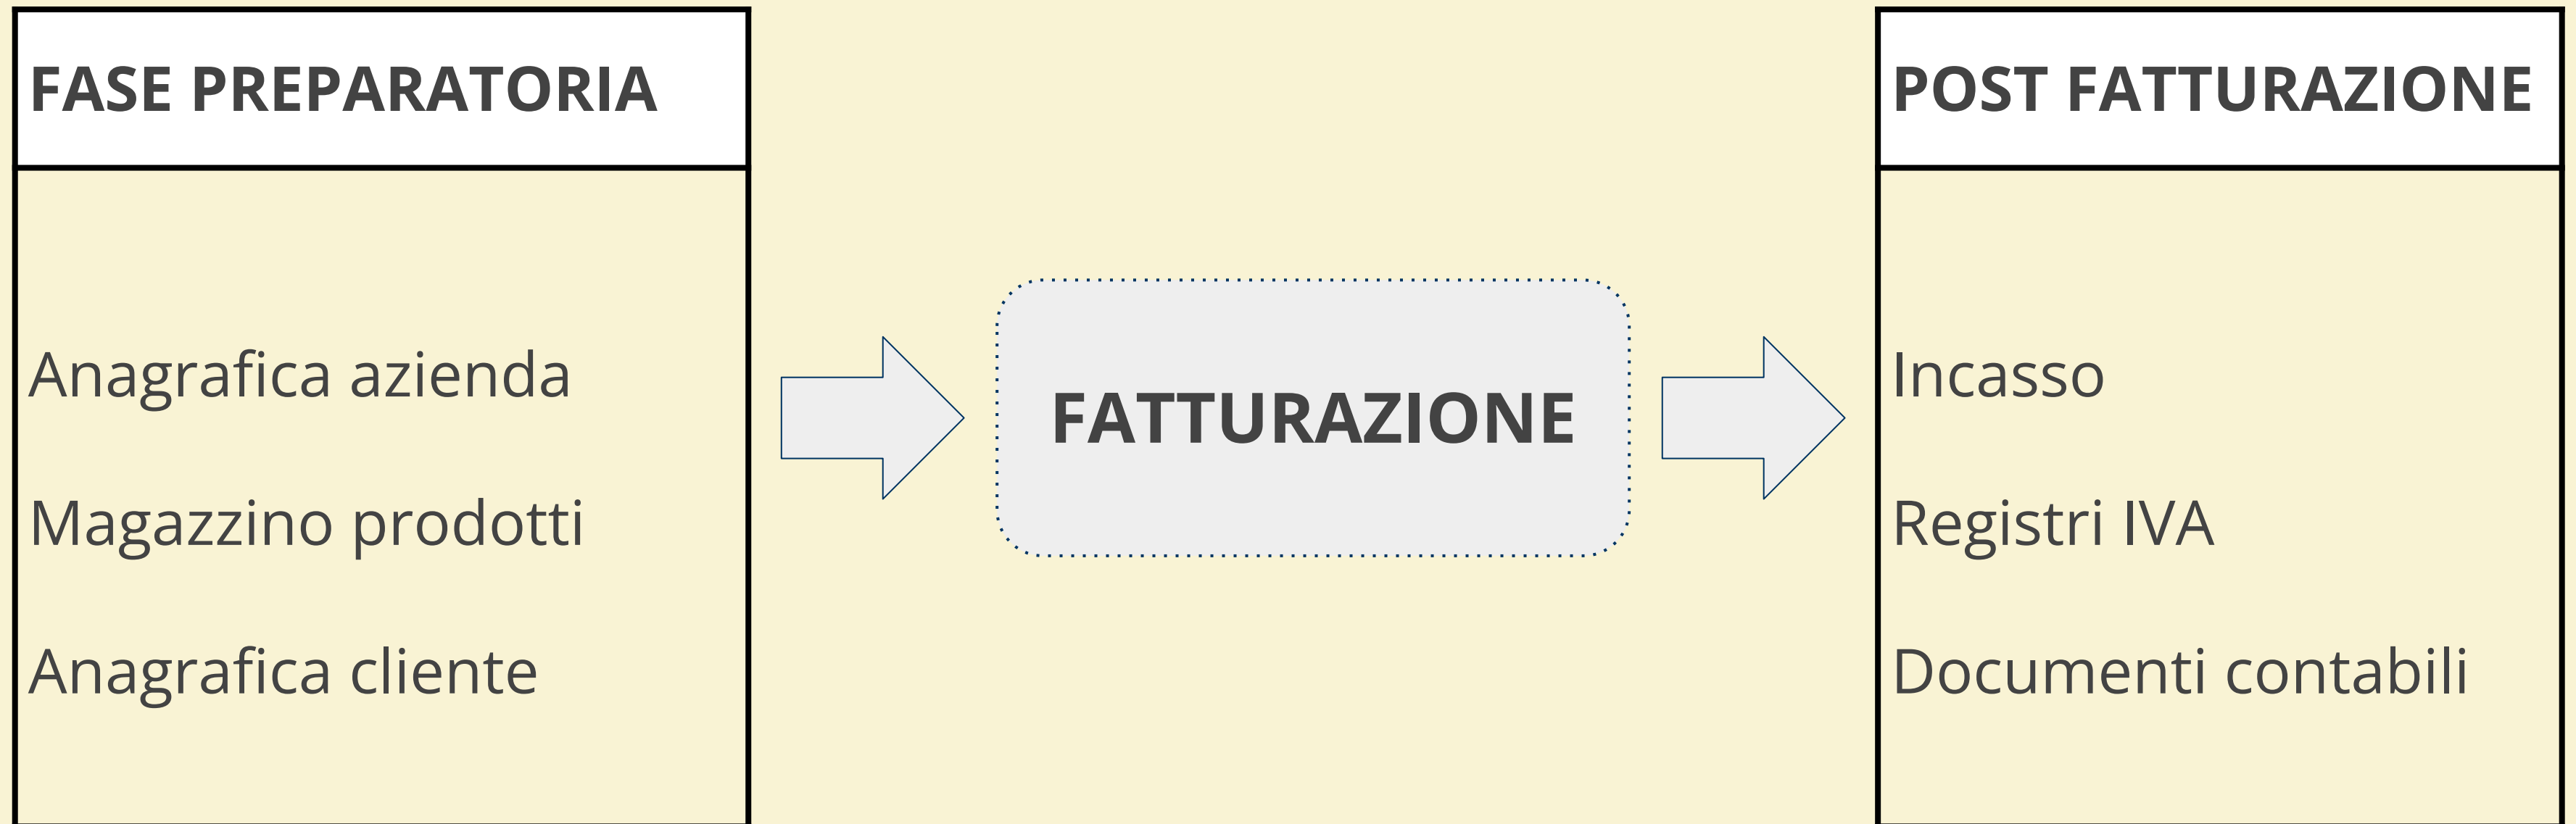 FASE PREPARATORIA
Anagrafica azienda
Magazzino prodotti
Anagrafica cliente
FATTURAZIONE
POST FATTURAZIONE
Incasso
Registri IVA
Documenti contabili